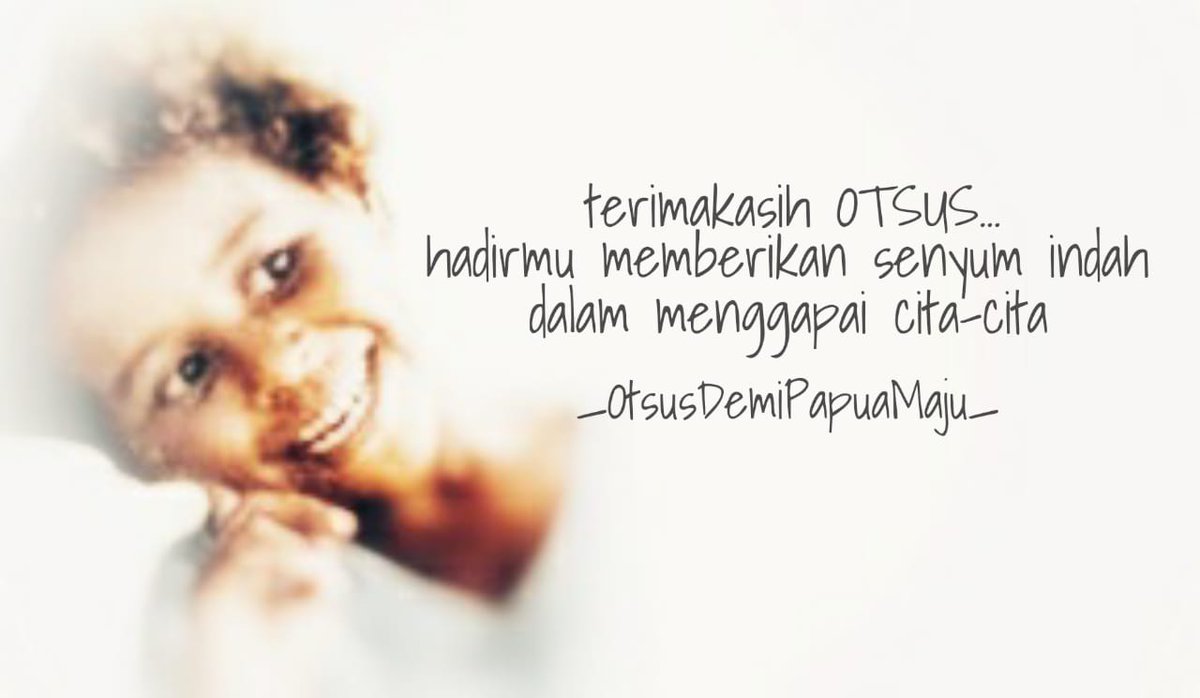 terimakasih OTSUS...
hadirmu memberikan senyum indah
dalam menggapai cita-cita
_OtsusDemiPapuaMaju_